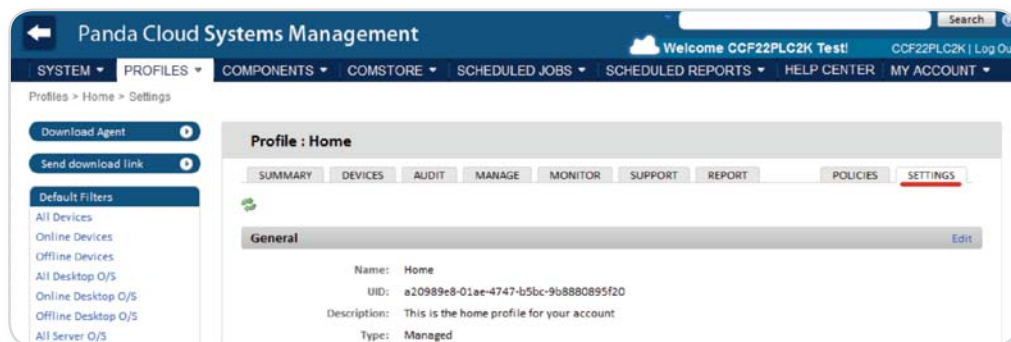 Panda Cloud Systems Management
Search
Welcome CCF22PLC2K Test!
CCF22PLC2K | Log Ou
SYSTEM PROFILES COMPONENTS COMSTORE SCHEDULED JOBS SCHEDULED REPORTS HELP CENTER MY ACCOUNT
Profiles > Home > Settings
Download Agent
Send download link
Default Filters
All Devices
Online Devices
Offline Devices
All Desktop O/S
Online Desktop O/S
Offline Desktop O/S
All Server O/S
Profile : Home
SUMMARY DEVICES AUDIT MANAGE MONITOR SUPPORT REPORT POLICIES SETTINGS
General Edit
Name: Home
UID: a20989e8-01ae-4747-b5bc-9b8880895f20
Description: This is the home profile for your account
Type: Managed